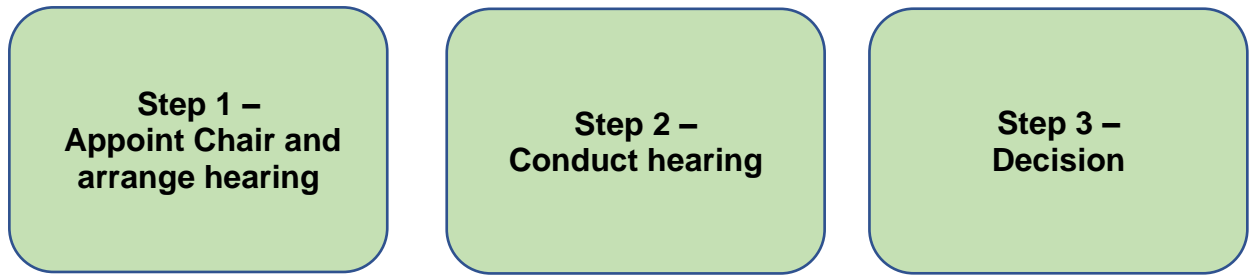 Step 1 –
Appoint Chair and
arrange hearing
Step 2 –
Conduct hearing
Step 3 –
Decision